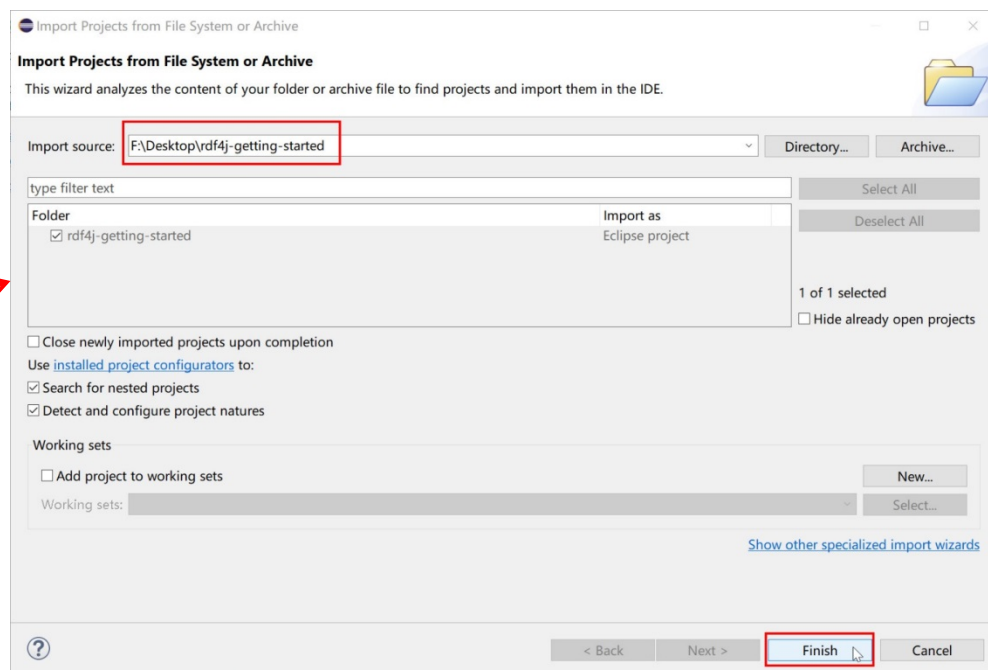 Import Projects from File System or Archive
Import Projects from File System or Archive
This wizard analyzes the content of your folder or archive file to find projects and import them in the IDE.
Import source: F:\Desktop\rdf4j-getting-started Directory... Archive...
type filter text Select All
Folder Import as Deselect All
rdf4j-getting-started Eclipse project
1 of 1 selected
Hide already open projects
Close newly imported projects upon completion
Use installed project configurators to:
Search for nested projects
Detect and configure project natures
Working sets
Add project to working sets New...
Working sets: Select...
Show other specialized import wizards
? < Back Next > Finish Cancel